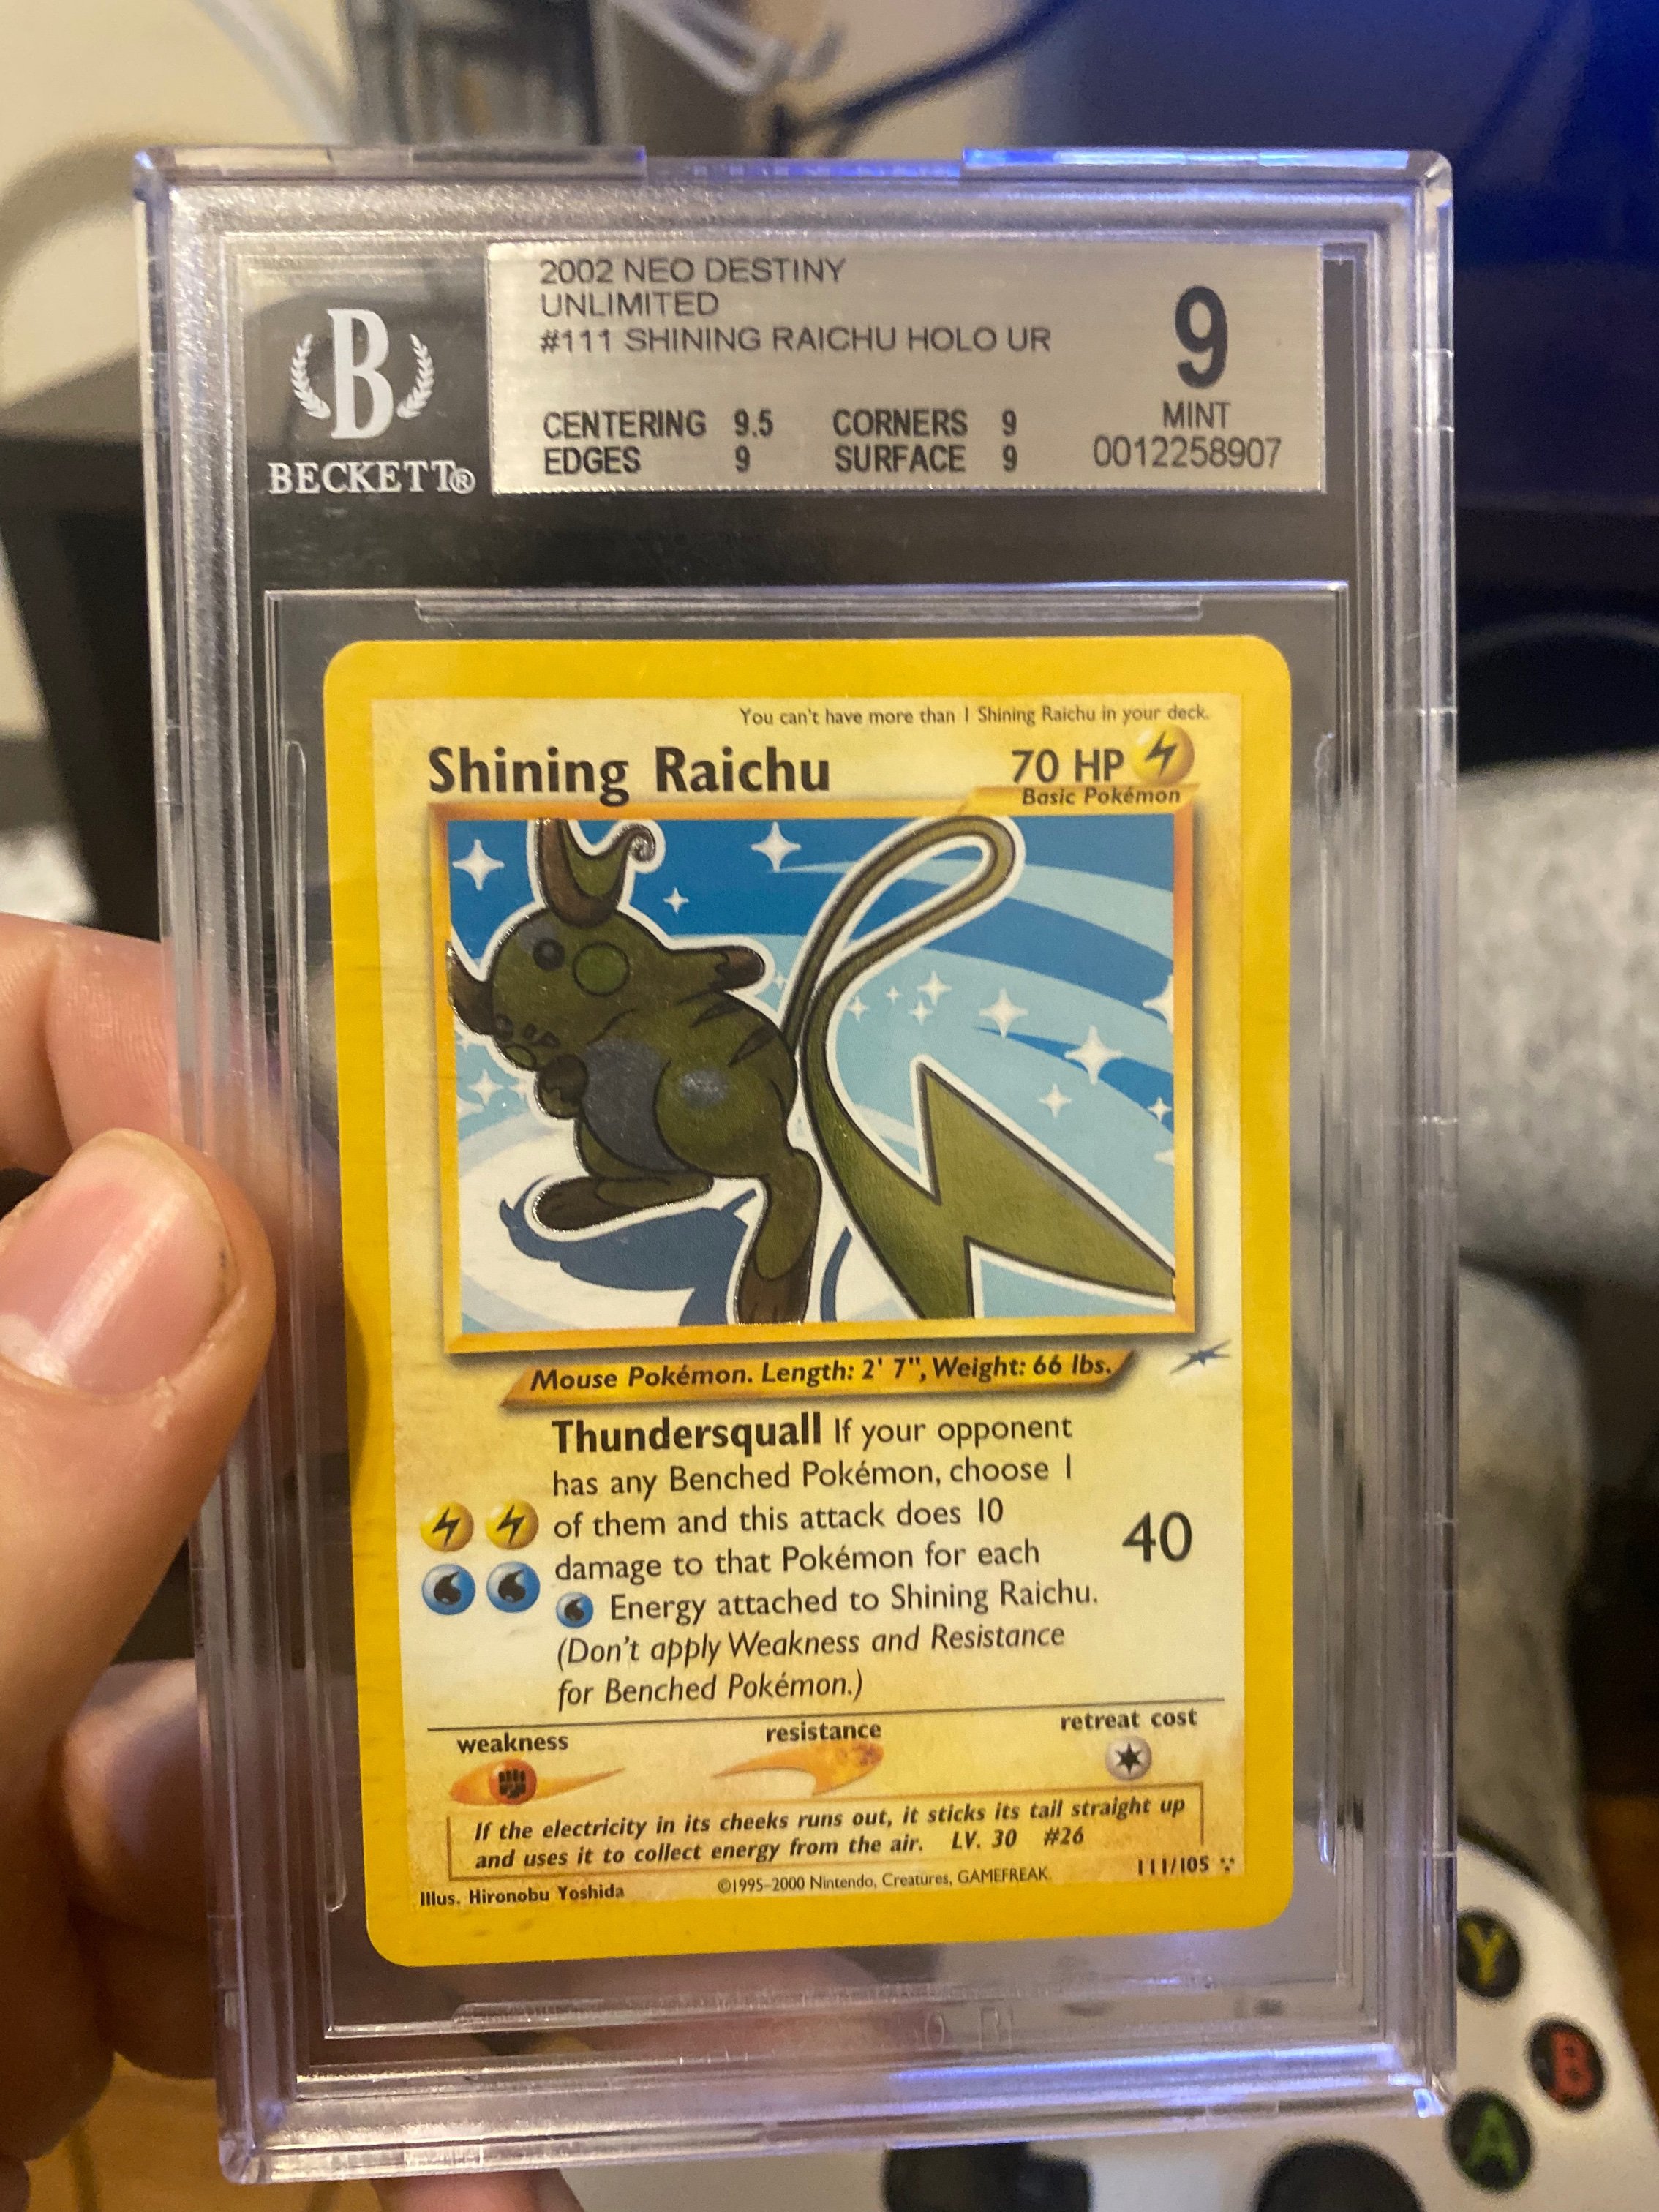 B
BECKETT®
2002 NEO DESTINY
UNLIMITED
#111 SHINING RAICHU HOLO UR
CENTERING 9.5 CORNERS 9
EDGES 9 SURFACE 9
9
MINT
0012258907
You can't have more than 1 Shining Raichu in your deck.
Shining Raichu
70 HP
Basic Pokémon
Mouse Pokémon. Length: 2' 7", Weight: 66 lbs.
Thundersquall If your opponent
has any Benched Pokémon, choose 1
of them and this attack does 10
damage to that Pokémon for each
Energy attached to Shining Raichu.
(Don't apply Weakness and Resistance
for Benched Pokémon.)
40
weakness
resistance
retreat cost
If the electricity in its cheeks runs out, it sticks its tail straight up
and uses it to collect energy from the air. LV. 30 #26
Illus. Hironobu Yoshida
©1995-2000 Nintendo, Creatures, GAMEFREAK.
111/105
Y
B
A